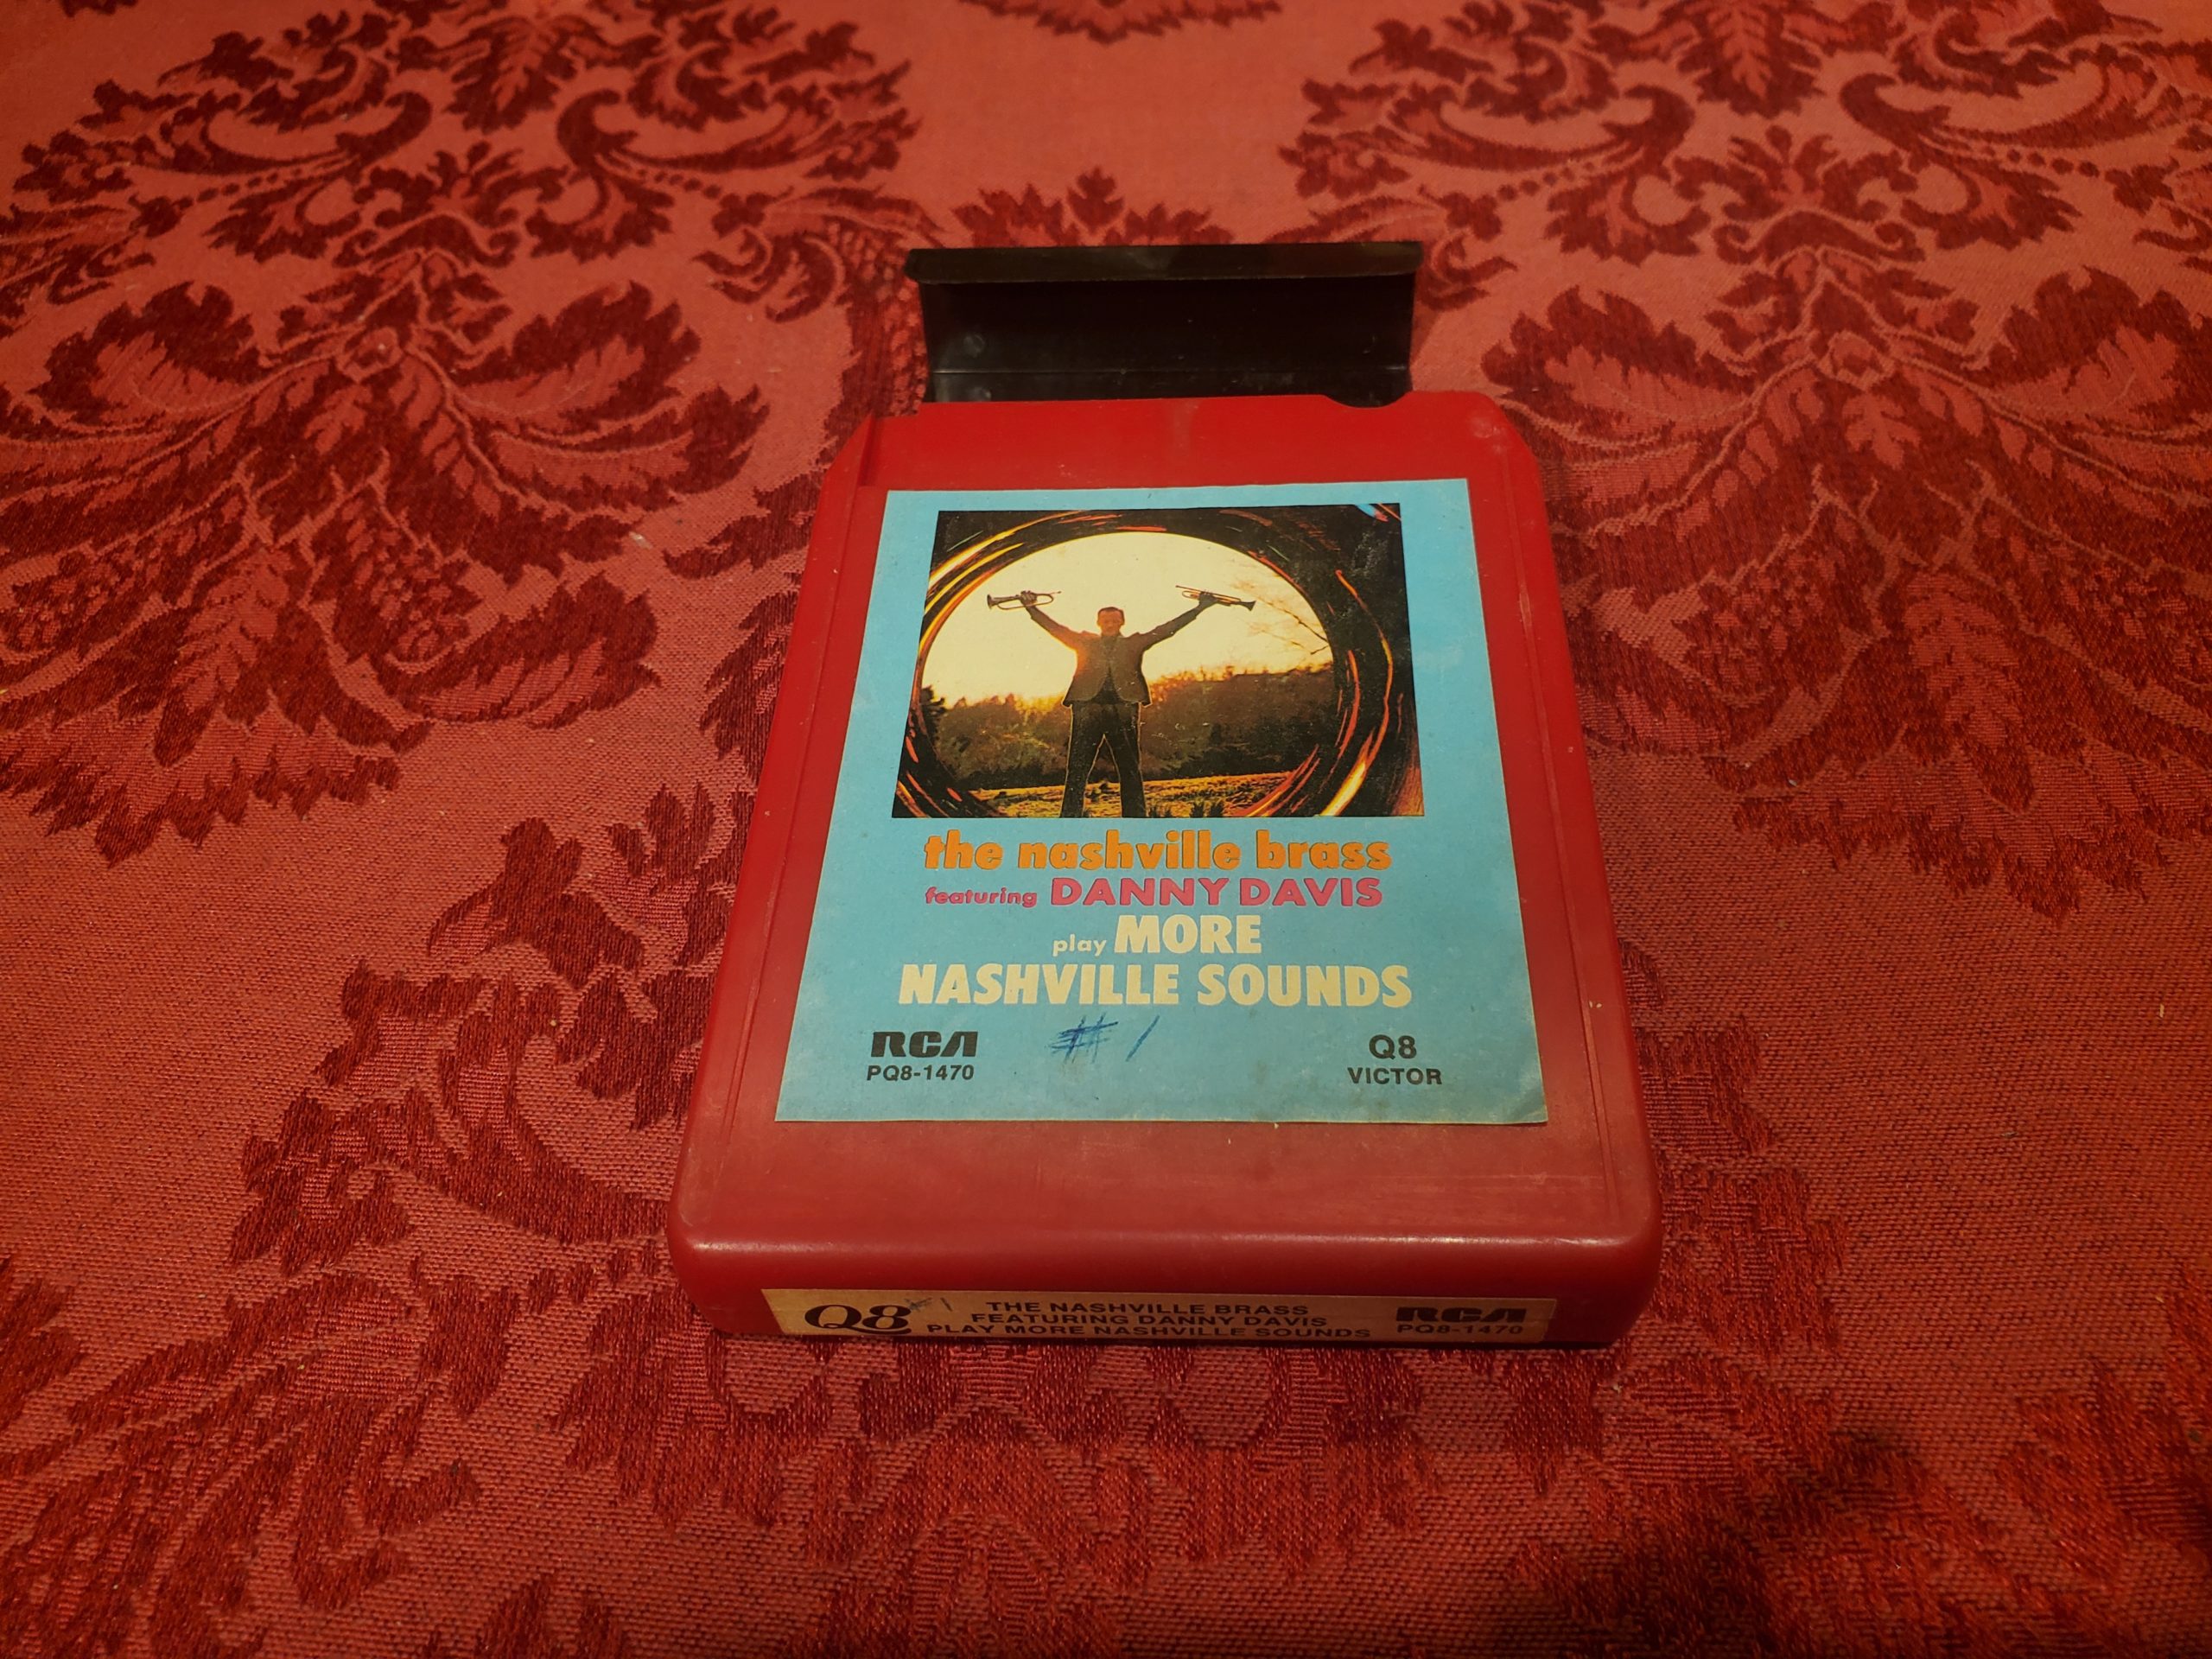 the nashville brass
featuring DANNY DAVIS
play MORE
NASHVILLE SOUNDS
#1
RCA
PQ8-1470
Q8
VICTOR
Q8 #1
THE NASHVILLE BRASS
FEATURING DANNY DAVIS
PLAY MORE NASHVILLE SOUNDS
RCA
PQ8-1470